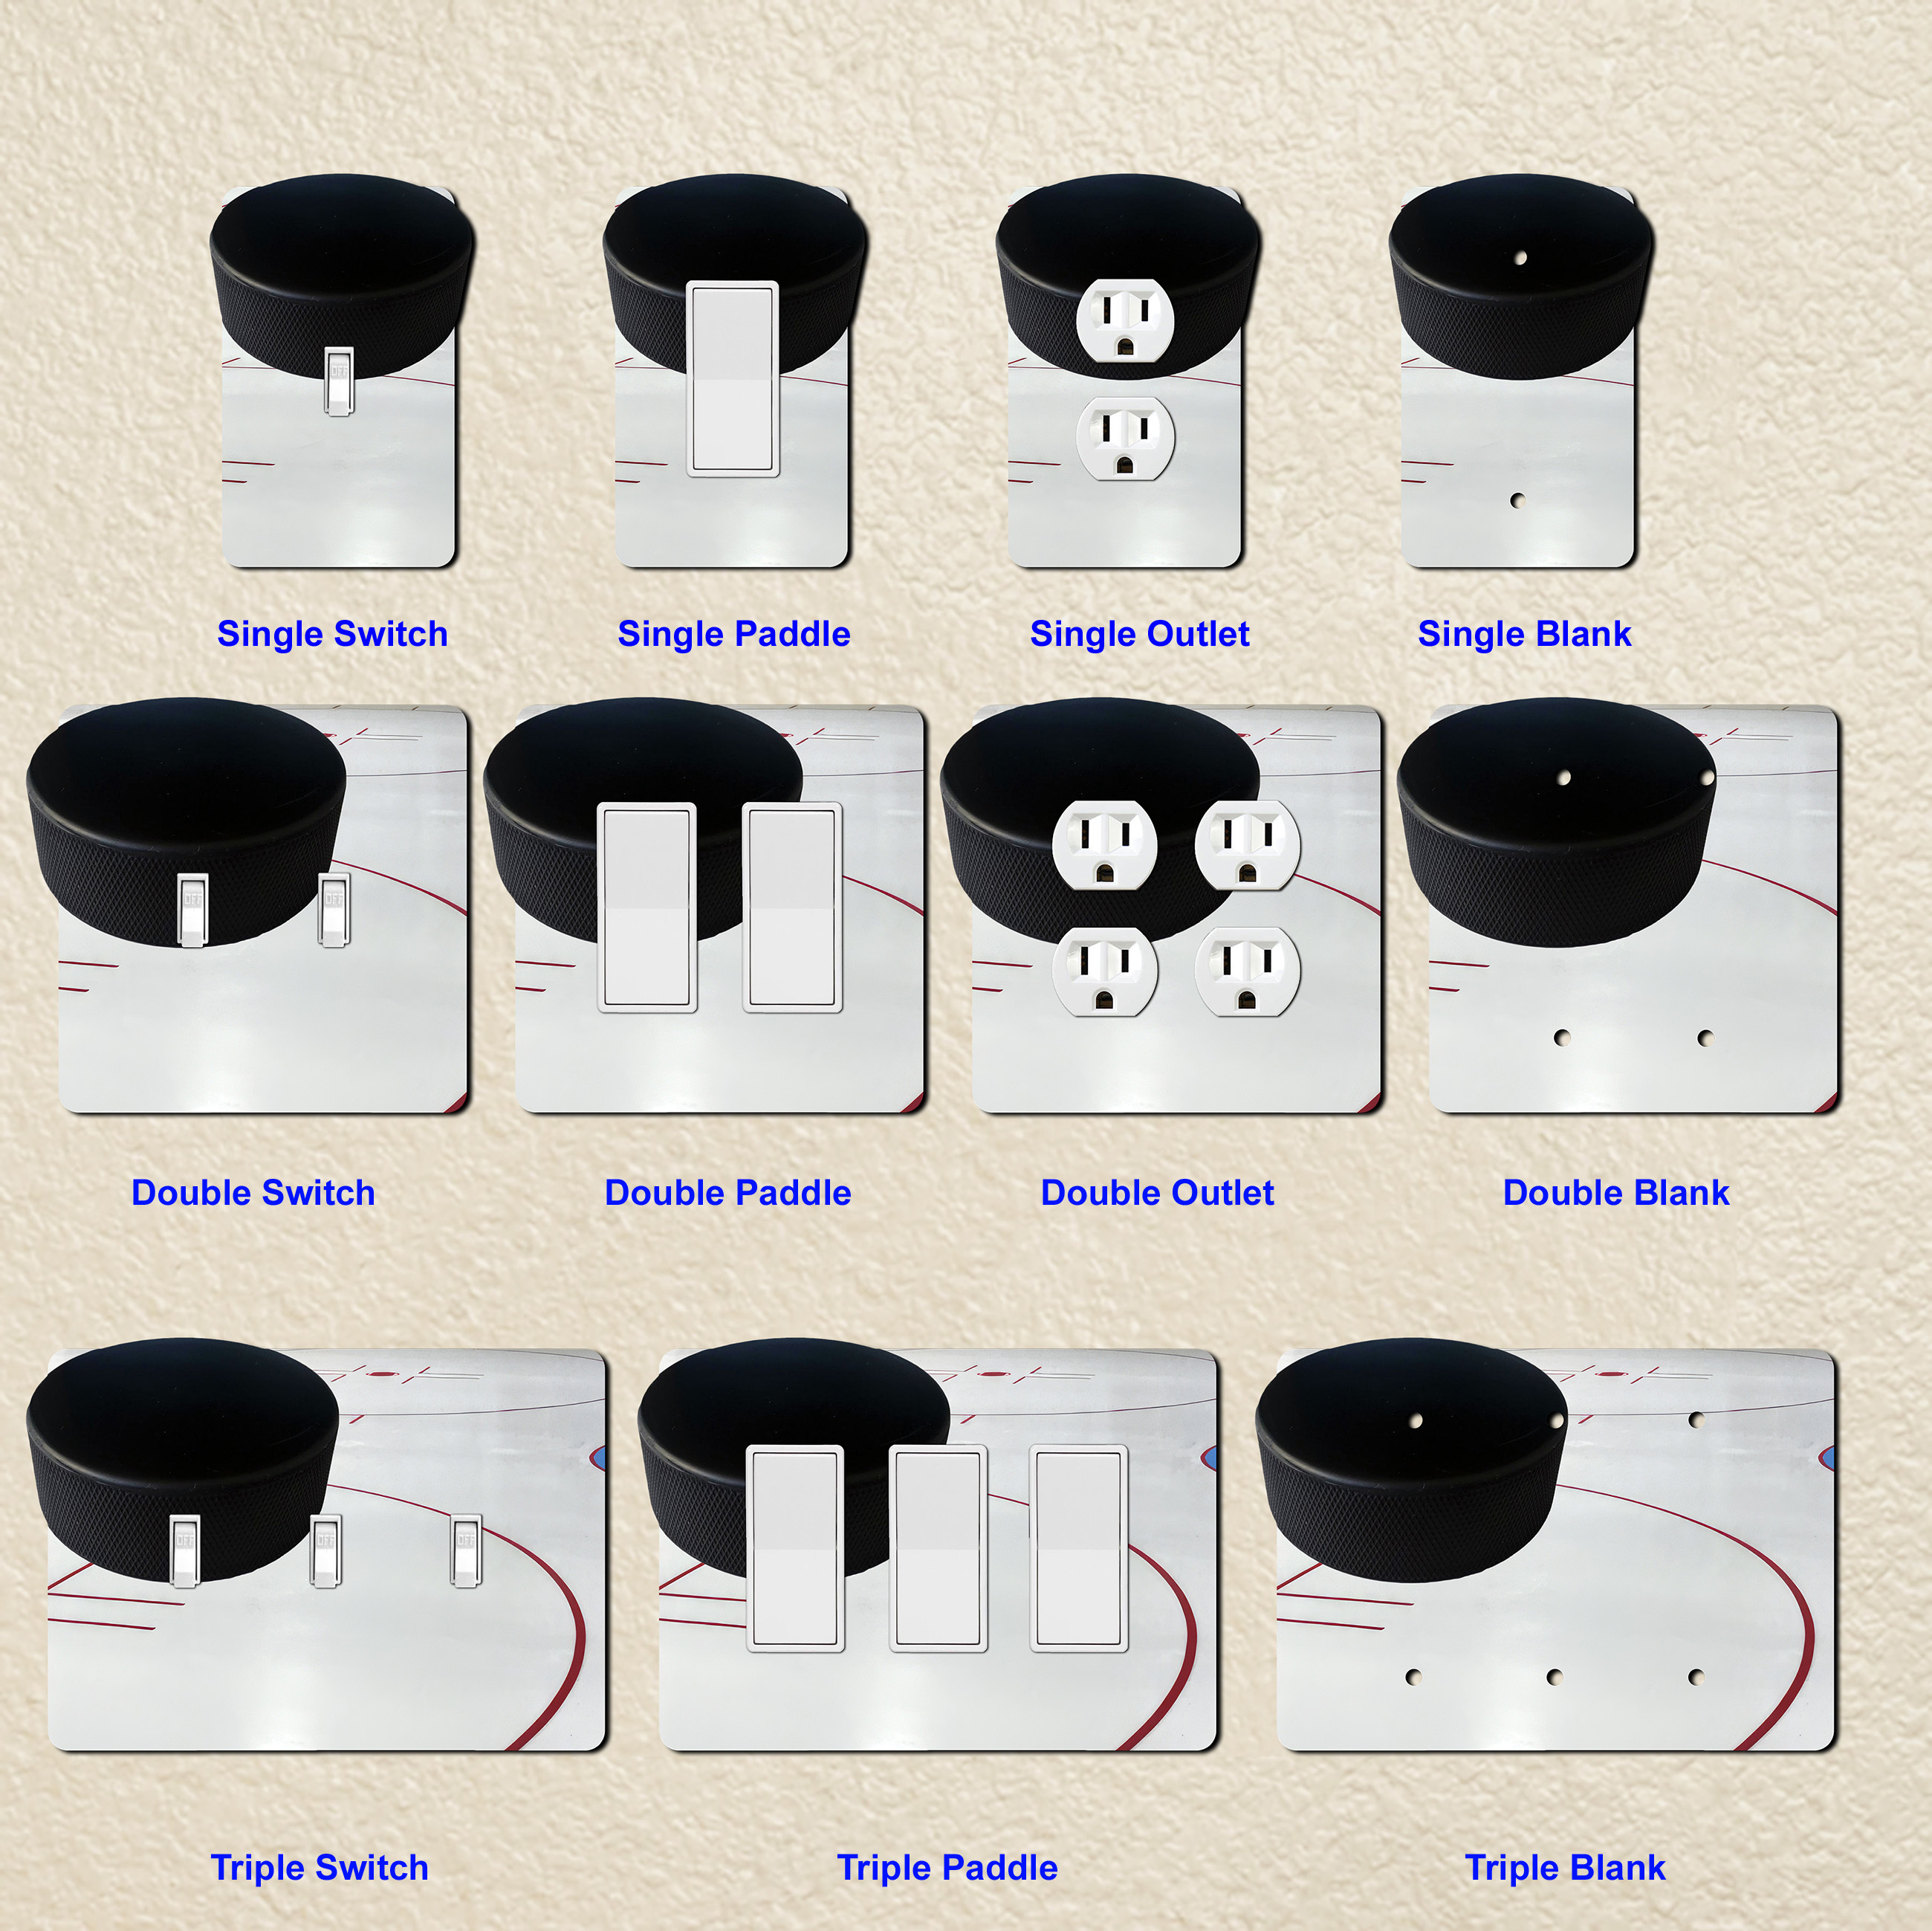 OFF
Single Switch
Single Paddle
Single Outlet
Single Blank
OFF
OFF
Double Switch
Double Paddle
Double Outlet
Double Blank
OFF
OFF
OFF
Triple Switch
Triple Paddle
Triple Blank